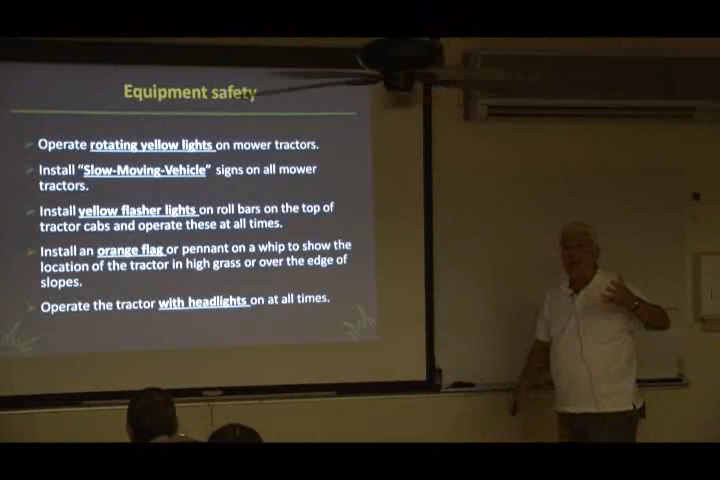 Equipment safety
Operate rotating yellow lights on mower tractors.
Install “Slow-Moving-Vehicle” signs on all mower
tractors.
Install yellow flasher lights on roll bars on the top of
tractor cabs and operate these at all times.
Install an orange flag or pennant on a whip to show the
location of the tractor in high grass or over the edge of
slopes.
Operate the tractor with headlights on at all times.